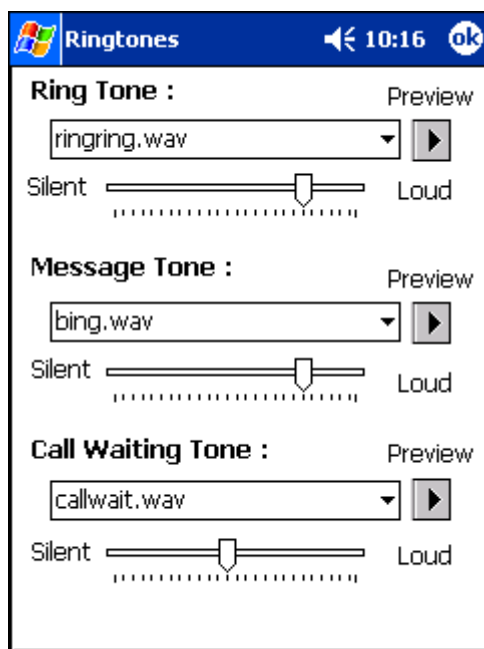 Ringtones 10:16 ok
Ring Tone :
Preview
ringring.wav
Silent Loud
Message Tone :
Preview
bing.wav
Silent Loud
Call Waiting Tone :
Preview
callwait.wav
Silent Loud